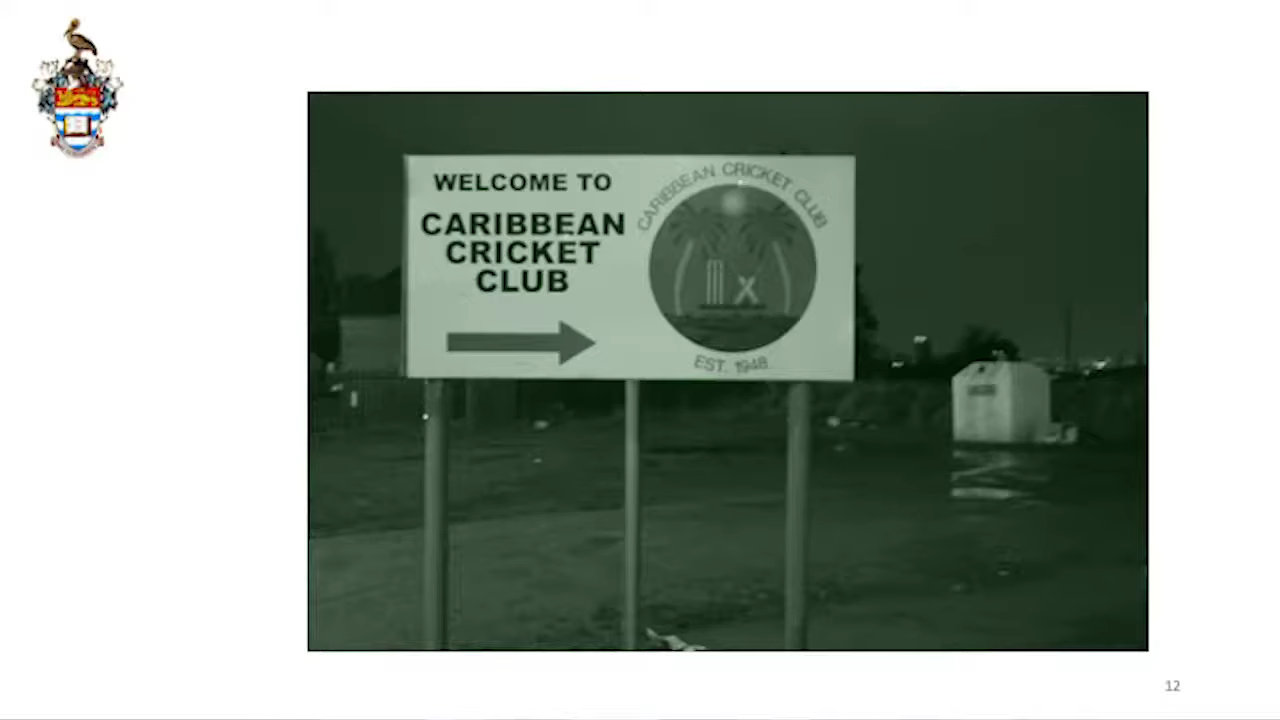 WELCOME TO
CARIBBEAN
CRICKET
CLUB
CARIBBEAN CRICKET CLUB
EST. 1948
12